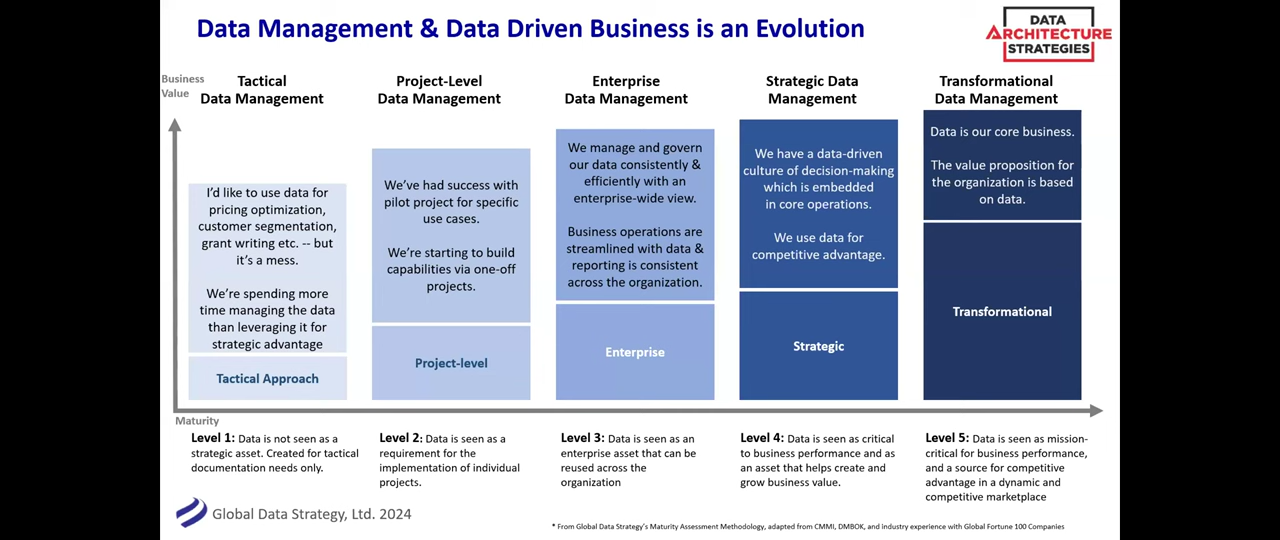 Data Management & Data Driven Business is an Evolution
DATA
ARCHITECTURE
STRATEGIES
Business
Value
Tactical
Data Management
Project-Level
Data Management
Enterprise
Data Management
Strategic Data
Management
Transformational
Data Management
I'd like to use data for
pricing optimization,
customer segmentation,
grant writing etc. -- but
it's a mess.
We're spending more
time managing the data
than leveraging it for
strategic advantage
Tactical Approach
We've had success with
pilot project for specific
use cases.
We're starting to build
capabilities via one-off
projects.
Project-level
We manage and govern
our data consistently &
efficiently with an
enterprise-wide view.
Business operations are
streamlined with data &
reporting is consistent
across the organization.
Enterprise
We have a data-driven
culture of decision-making
which is embedded
in core operations.
We use data for
competitive advantage.
Strategic
Data is our core business.
The value proposition for
the organization is based
on data.
Transformational
Maturity
Level 1: Data is not seen as a
strategic asset. Created for tactical
documentation needs only.
Level 2: Data is seen as a
requirement for the
implementation of individual
projects.
Level 3: Data is seen as an
enterprise asset that can be
reused across the
organization
Level 4: Data is seen as critical
to business performance and as
an asset that helps create and
grow business value.
Level 5: Data is seen as mission-
critical for business performance,
and a source for competitive
advantage in a dynamic and
competitive marketplace
Global Data Strategy, Ltd. 2024
* From Global Data Strategy's Maturity Assessment Methodology, adapted from CMMI, DMBOK, and industry experience with Global Fortune 100 Companies